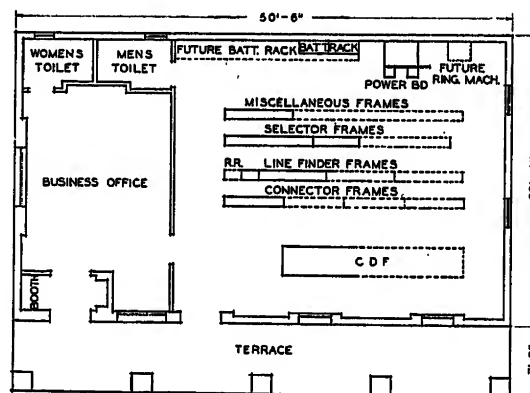 50'-6"
WOMENS
TOILET
MENS
TOILET
FUTURE BATT. RACK
BATT.RACK
POWER BD
FUTURE
RING. MACH.
MISCELLANEOUS FRAMES
SELECTOR FRAMES
R.R. LINE FINDER FRAMES
CONNECTOR FRAMES
BUSINESS OFFICE
CDF
BOOTH
TERRACE